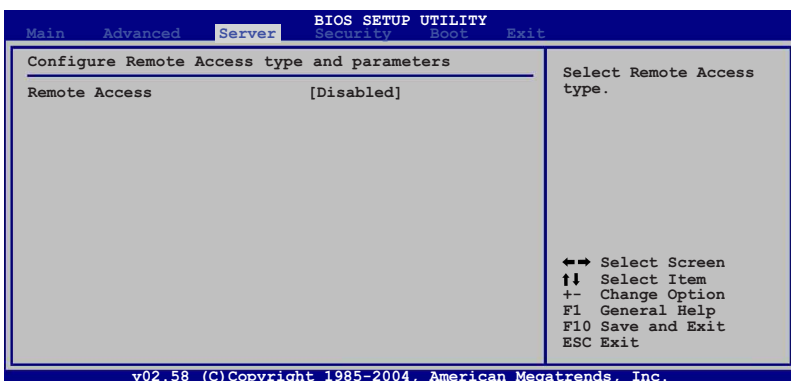 BIOS SETUP UTILITY
Main Advanced Server Security Boot Exit
Configure Remote Access type and parameters
Remote Access [Disabled]
Select Remote Access
type.
←→ Select Screen
↑↓ Select Item
+- Change Option
F1 General Help
F10 Save and Exit
ESC Exit
v02.58 (C)Copyright 1985-2004, American Megatrends, Inc.